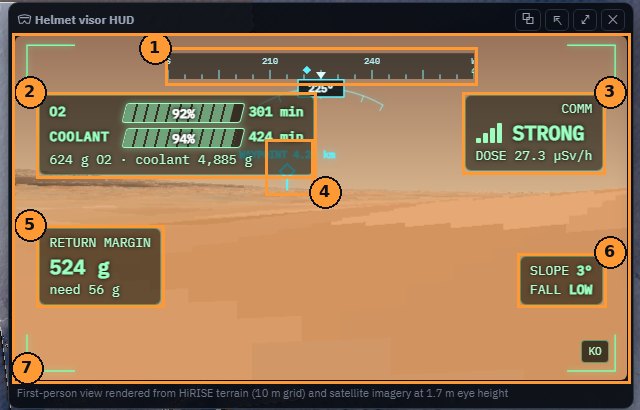 Helmet visor HUD
1
210
240
225°
2
O2 92% 301 min
COOLANT 94% 424 min
624 g O2 · coolant 4,885 g
3
COMM
STRONG
DOSE 27.3 µSv/h
km
4
5
RETURN MARGIN
524 g
need 56 g
6
SLOPE 3°
FALL LOW
KO
7
First-person view rendered from HiRISE terrain (10 m grid) and satellite imagery at 1.7 m eye height